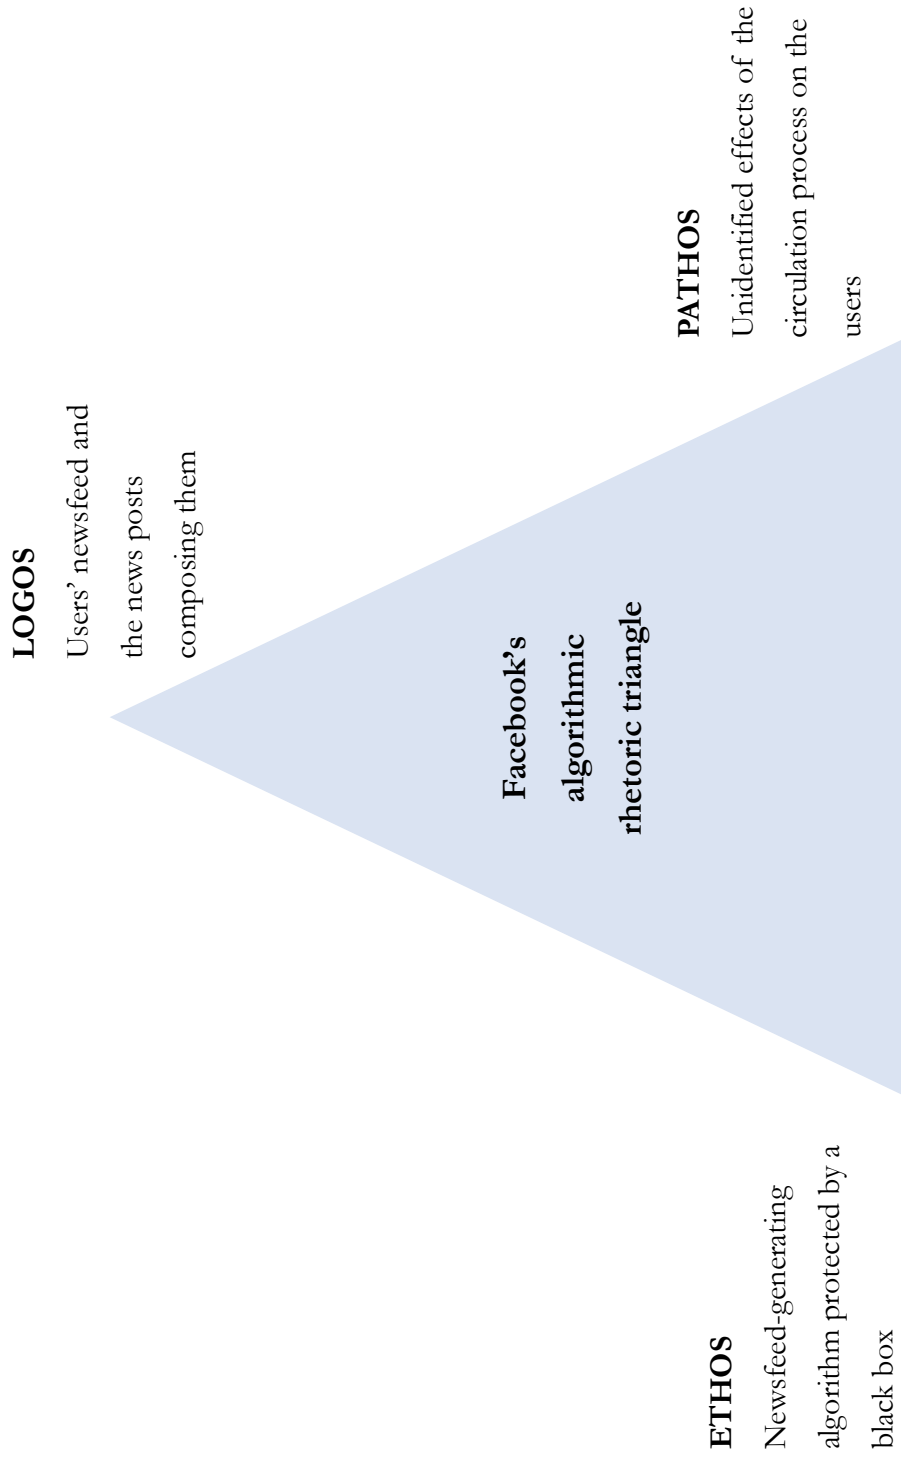 LOGOS
Users’ newsfeed and
the news posts
composing them
Facebook’s
algorithmic
rhetoric triangle
ETHOS
Newsfeed-generating
algorithm protected by a
black box
PATHOS
Unidentified effects of the
circulation process on the
users